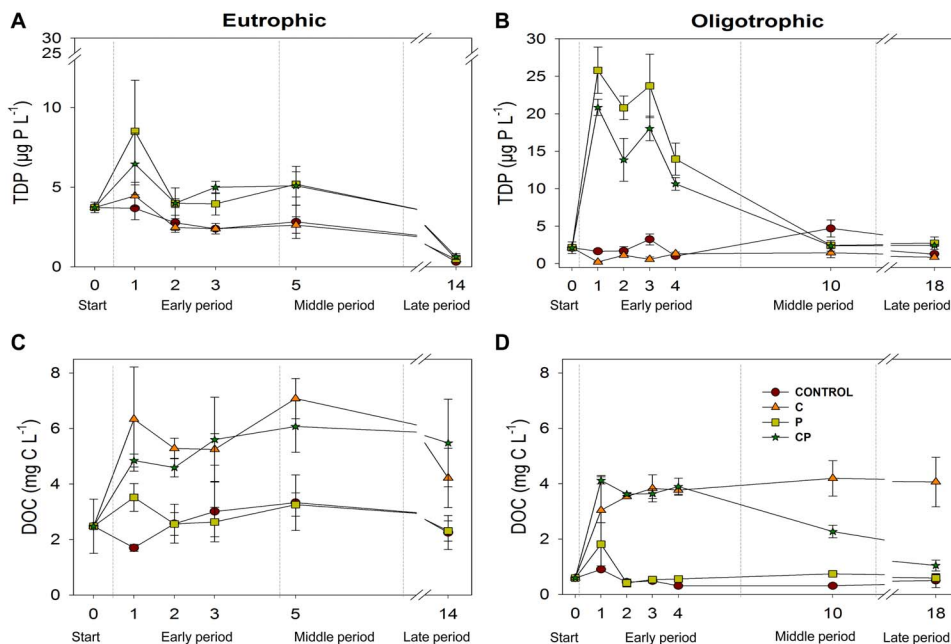 A
Eutrophic
B
Oligotrophic
30
25
10
5
0
TDP (µg P L⁻¹)
0
1
2
3
5
14
Start
Early period
Middle period
Late period
30
25
20
15
10
5
0
TDP (µg P L⁻¹)
0
1
2
3
4
10
18
Start
Early period
Middle period
Late period
C
8
6
4
2
0
DOC (mg C L⁻¹)
0
1
2
3
5
14
Start
Early period
Middle period
Late period
D
8
6
4
2
0
DOC (mg C L⁻¹)
CONTROL
C
P
CP
0
1
2
3
4
10
18
Start
Early period
Middle period
Late period